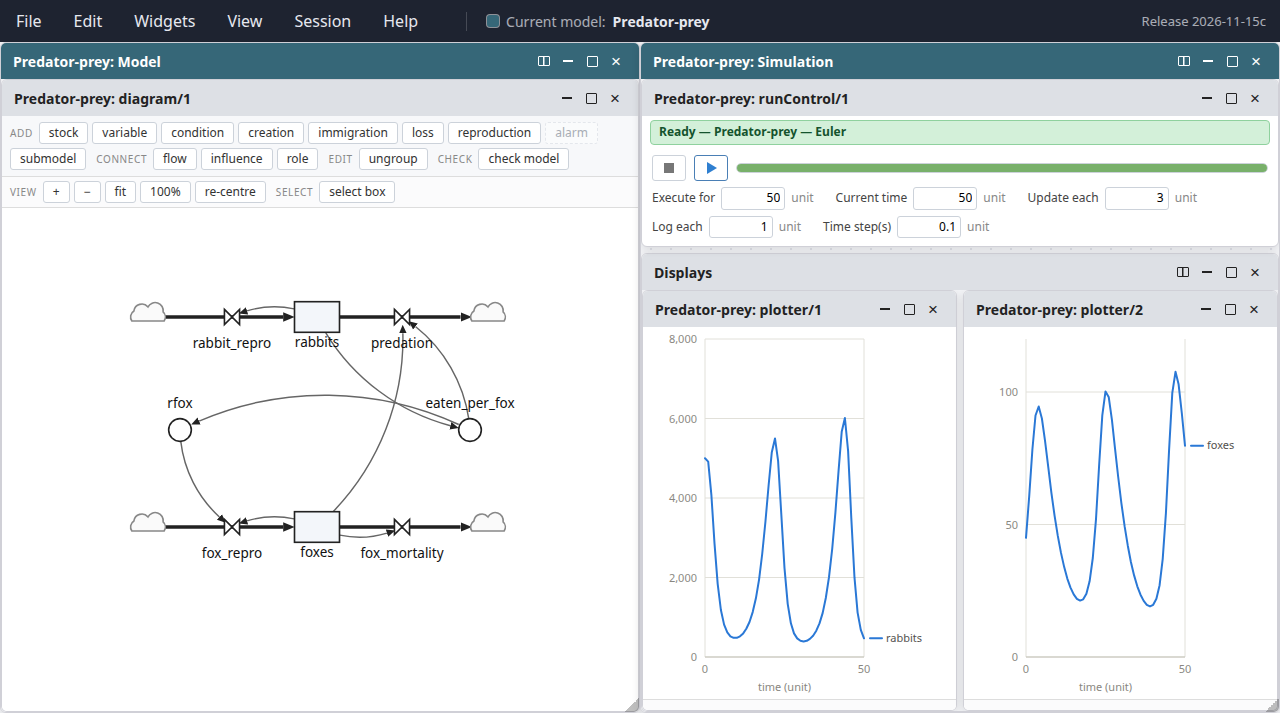 File Edit Widgets View Session Help Current model: Predator-prey Release 2026-11-15c
Predator-prey: Model
Predator-prey: diagram/1
ADD stock variable condition creation immigration loss reproduction alarm
submodel CONNECT flow influence role EDIT ungroup CHECK check model
VIEW + − fit 100% re-centre SELECT select box
rabbit_repro rabbits predation
rfox eaten_per_fox
fox_repro foxes fox_mortality
Predator-prey: Simulation
Predator-prey: runControl/1
Ready — Predator-prey — Euler
Execute for 50 unit Current time 50 unit Update each 3 unit
Log each 1 unit Time step(s) 0.1 unit
Displays
Predator-prey: plotter/1
8,000
6,000
4,000
2,000
0
0 50
time (unit)
rabbits
Predator-prey: plotter/2
100
50
0
0 50
time (unit)
foxes